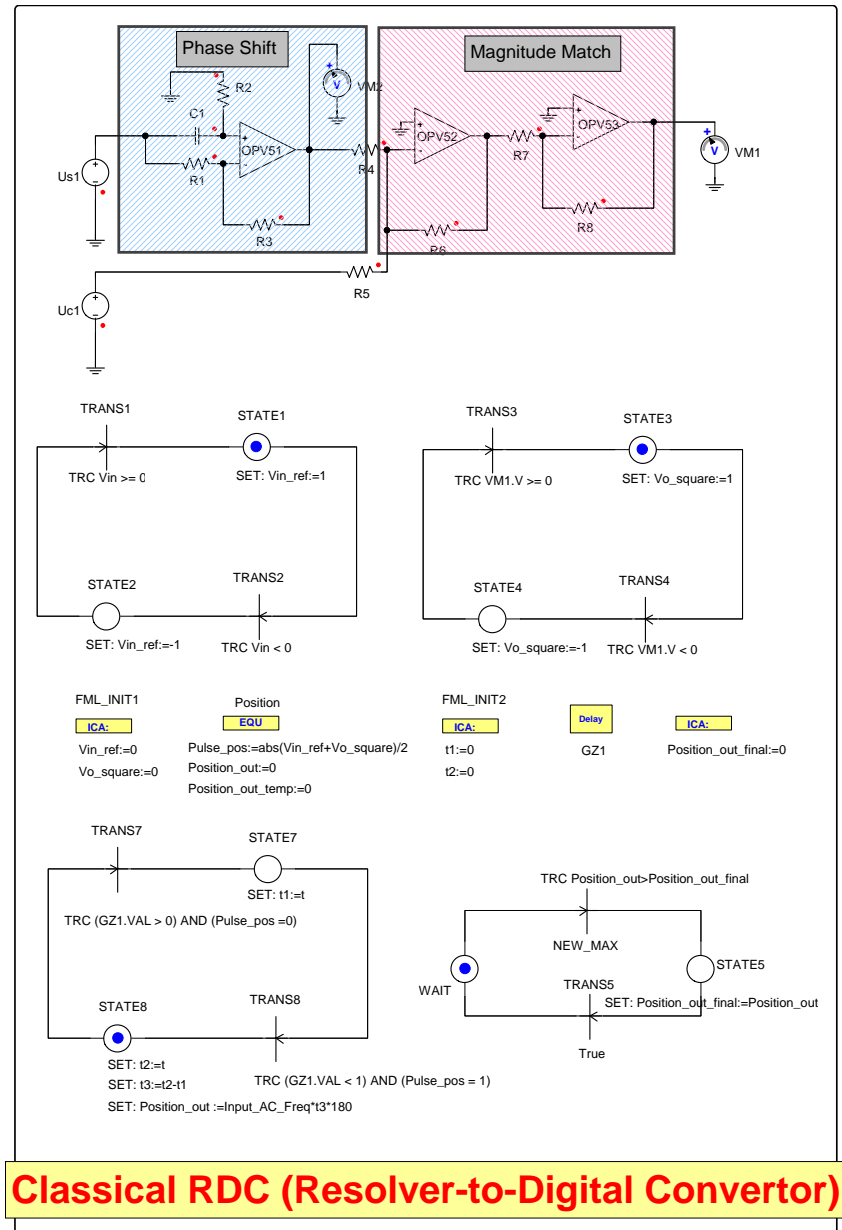 Phase Shift
Magnitude Match
R2
V
VM2
C1
OPV51
OPV52
OPV53
R7
V
VM1
Us1
R1
R4
R3
R6
R8
R5
Uc1
TRANS1
STATE1
TRC Vin >= 0
SET: Vin_ref:=1
STATE2
TRANS2
SET: Vin_ref:=-1
TRC Vin < 0
TRANS3
STATE3
TRC VM1.V >= 0
SET: Vo_square:=1
STATE4
TRANS4
SET: Vo_square:=-1
TRC VM1.V < 0
FML_INIT1
ICA:
Vin_ref:=0
Vo_square:=0
Position
EQU
Pulse_pos:=abs(Vin_ref+Vo_square)/2
Position_out:=0
Position_out_temp:=0
FML_INIT2
ICA:
t1:=0
t2:=0
Delay
GZ1
ICA:
Position_out_final:=0
TRANS7
STATE7
SET: t1:=t
TRC (GZ1.VAL > 0) AND (Pulse_pos =0)
STATE8
TRANS8
SET: t2:=t
SET: t3:=t2-t1
SET: Position_out :=Input_AC_Freq*t3*180
TRC (GZ1.VAL < 1) AND (Pulse_pos = 1)
TRC Position_out>Position_out_final
NEW_MAX
WAIT
STATE5
TRANS5
SET: Position_out_final:=Position_out
True
Classical RDC (Resolver-to-Digital Convertor)